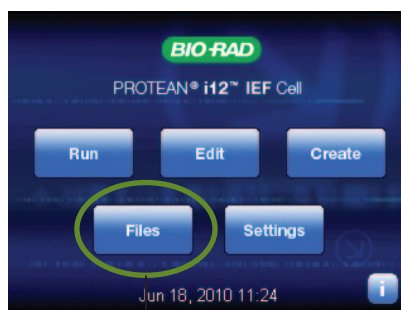 BIO-RAD
PROTEAN® i12™ IEF Cell
Run Edit Create
Files Settings
Jun 18, 2010 11:24
i